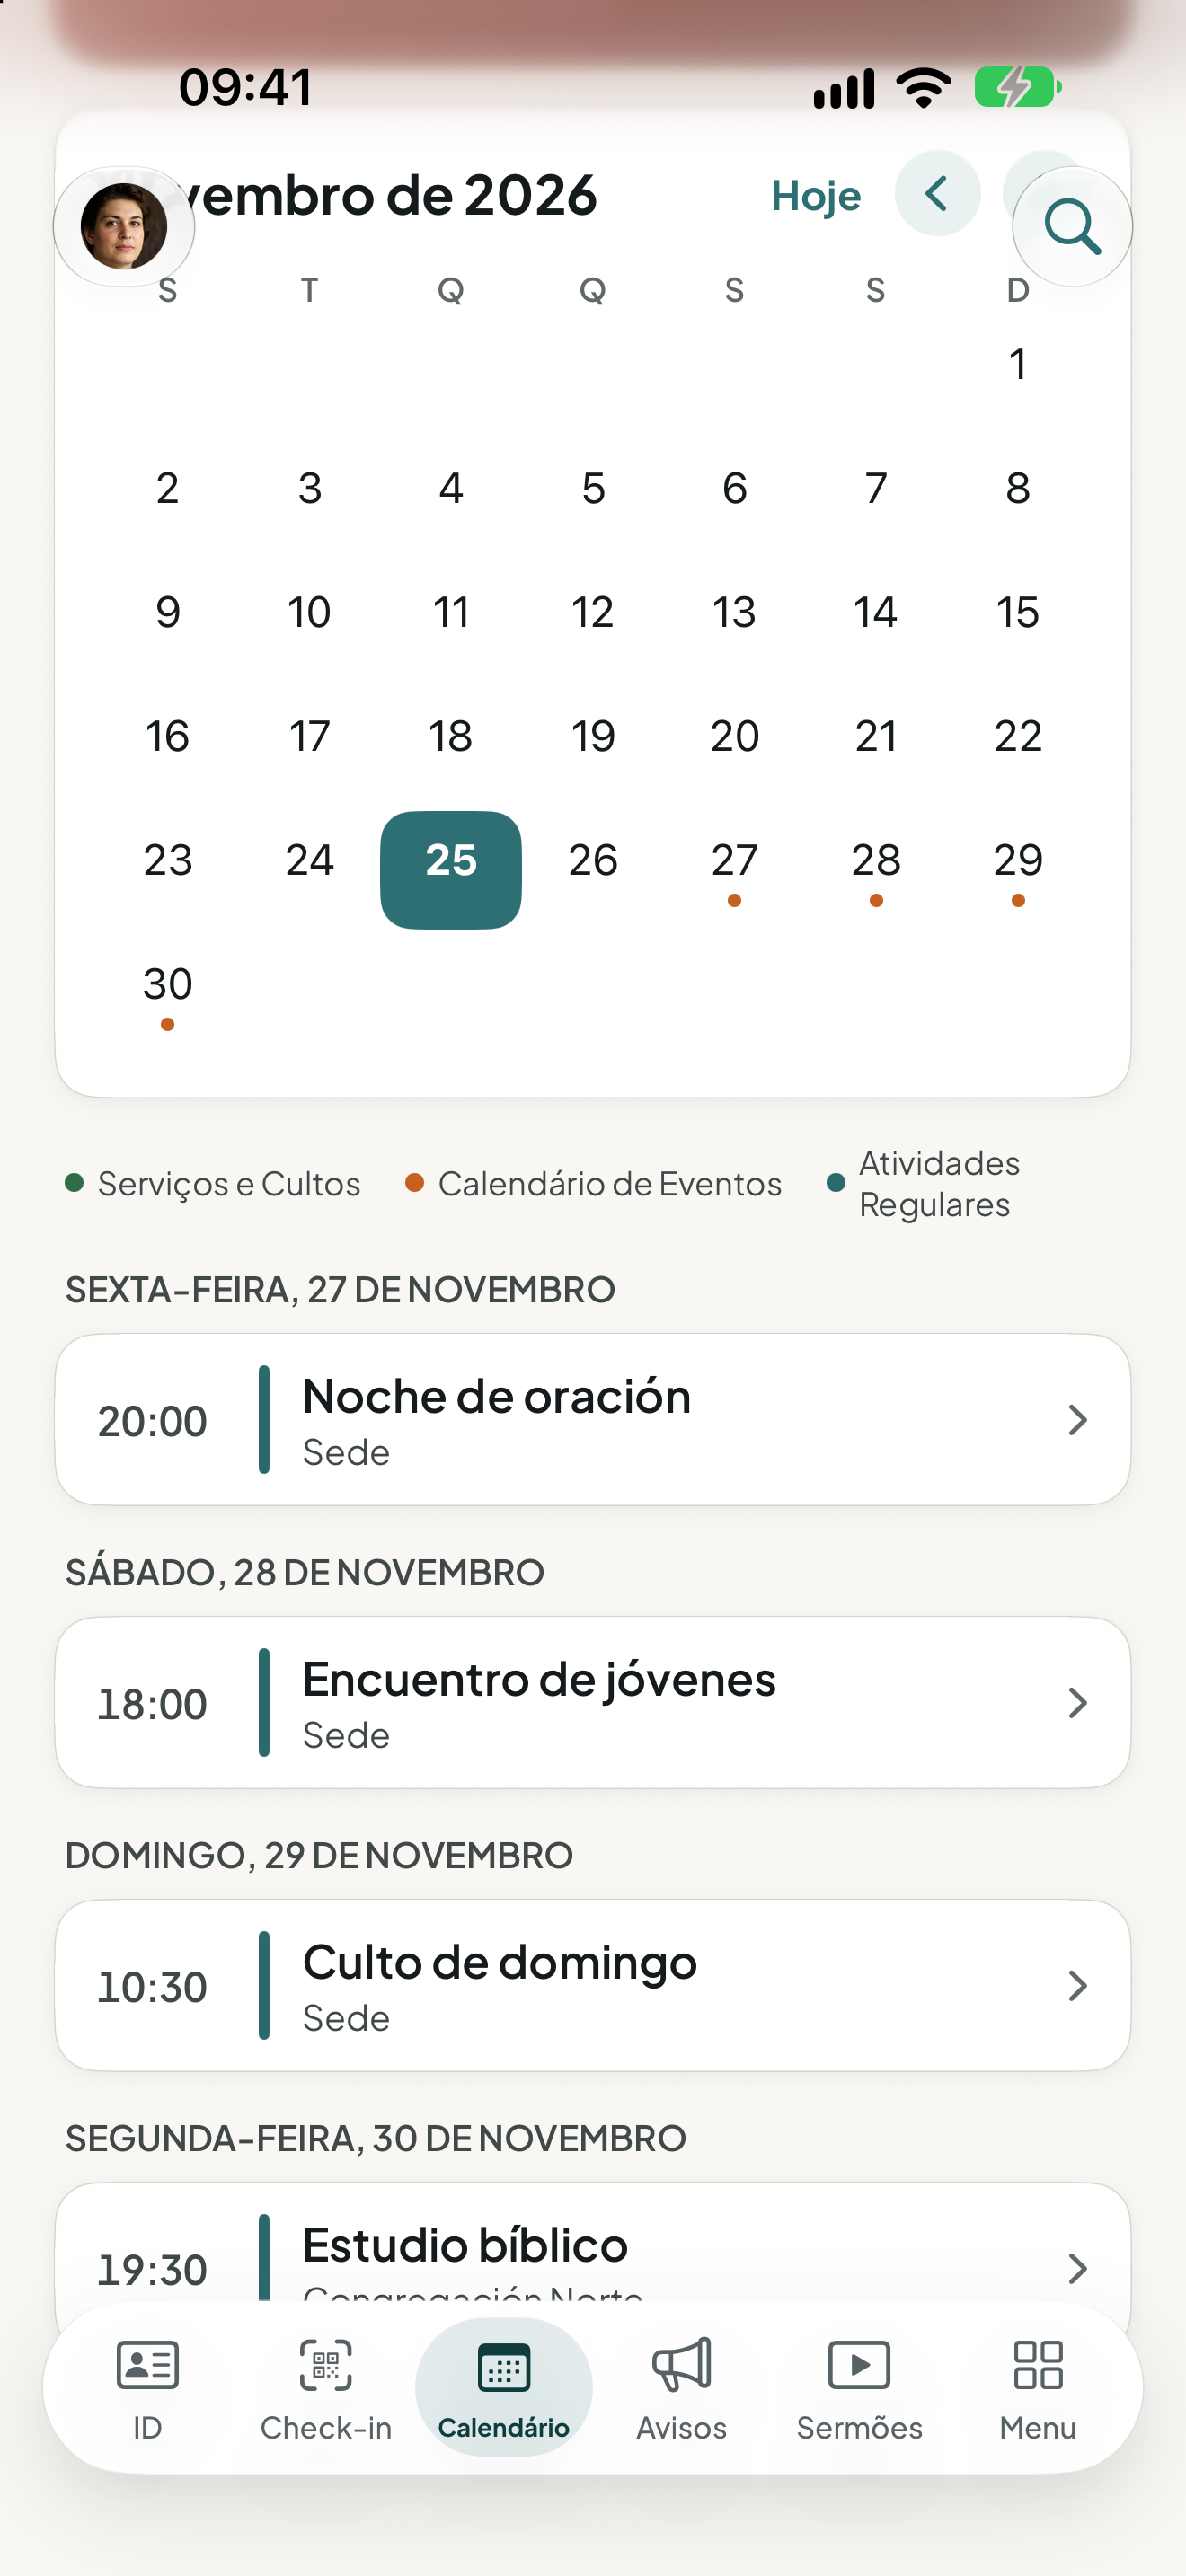 09:41
vembro de 2026
Hoje
S T Q Q S S D
1
2 3 4 5 6 7 8
9 10 11 12 13 14 15
16 17 18 19 20 21 22
23 24 25 26 27 28 29
30
Serviços e Cultos
Calendário de Eventos
Atividades
Regulares
SEXTA-FEIRA, 27 DE NOVEMBRO
20:00
Noche de oración
Sede
SÁBADO, 28 DE NOVEMBRO
18:00
Encuentro de jóvenes
Sede
DOMINGO, 29 DE NOVEMBRO
10:30
Culto de domingo
Sede
SEGUNDA-FEIRA, 30 DE NOVEMBRO
19:30
Estudio bíblico
Congregación Norte
ID
Check-in
Calendário
Avisos
Sermões
Menu